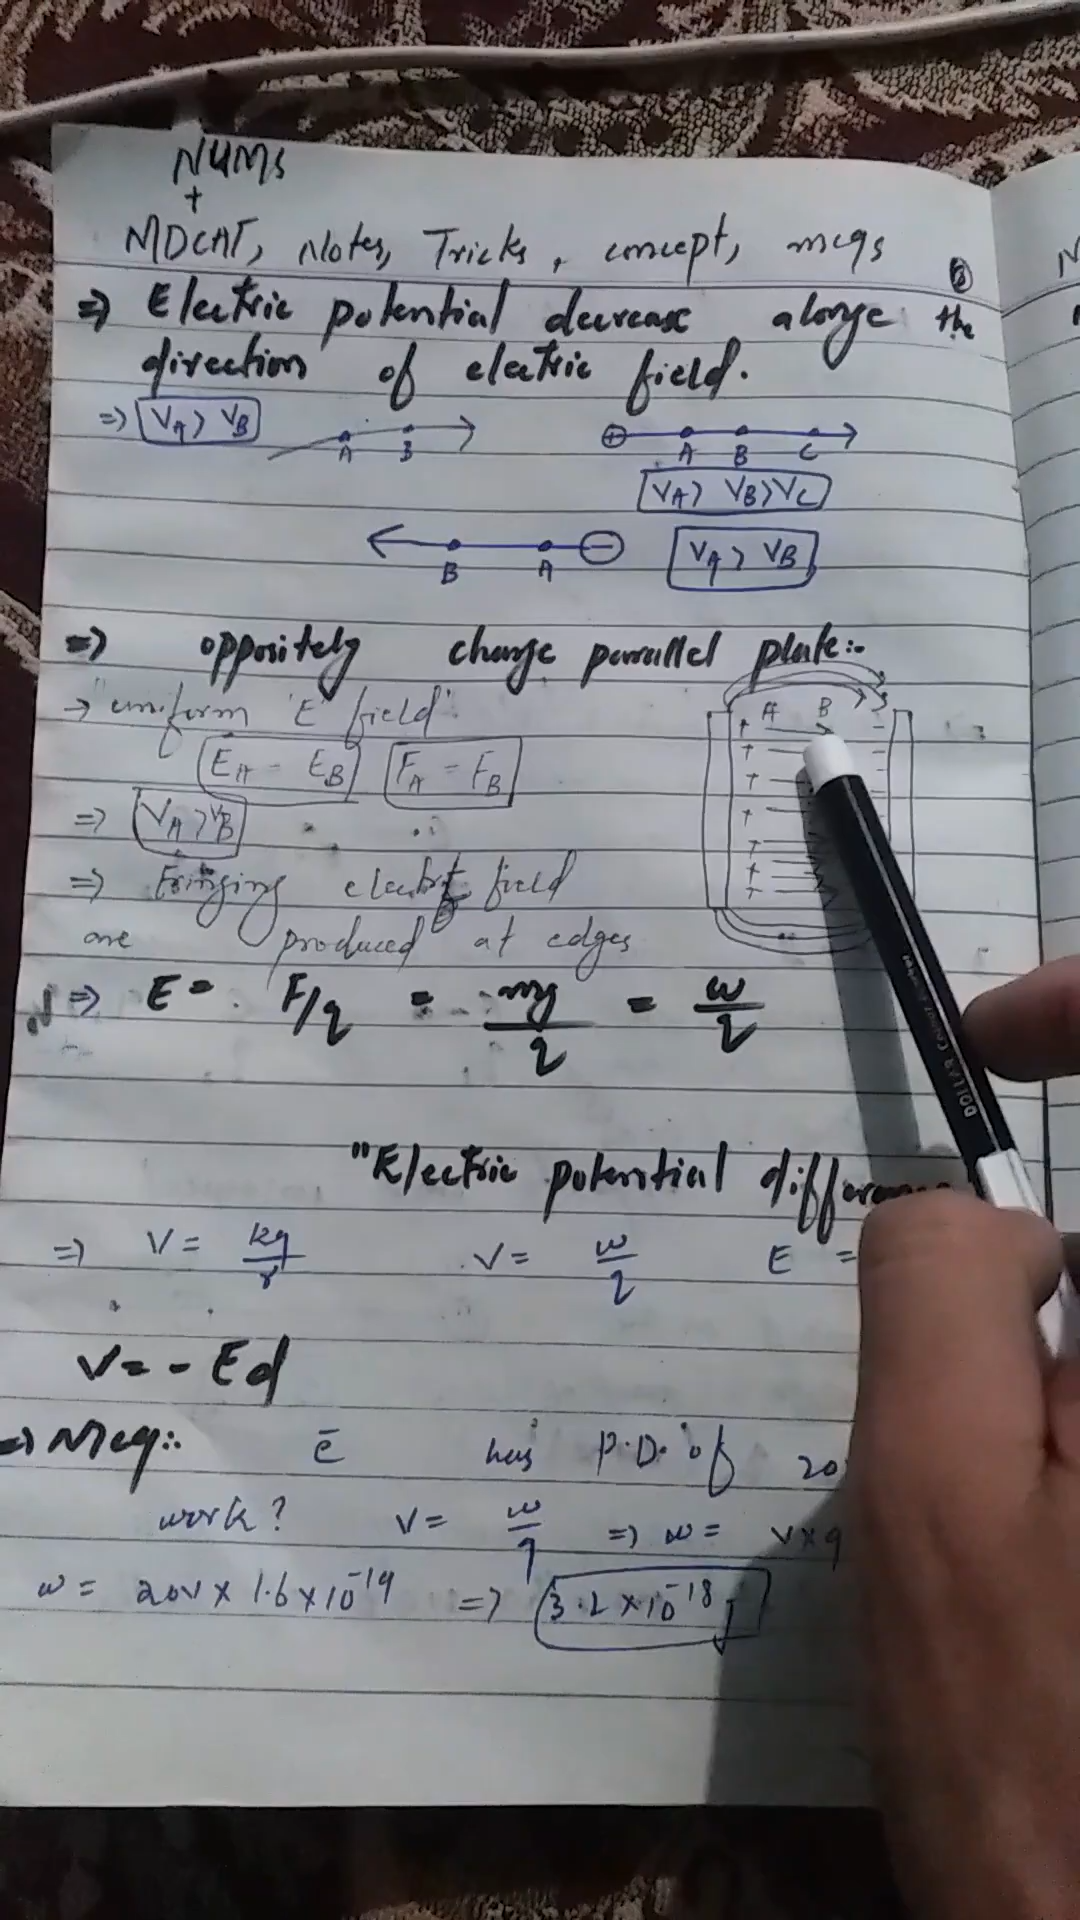 NUMS
+
MDCAT, Notes, Tricks, concept, mcqs
⇒ Electric potential decrease alonge the
direction of electric field.
⇒ VA > VB
A B
⊕ A B C
VA > VB > VC
B A ⊖
VA > VB
⇒ oppositely charge parallel plate:-
→ "uniform 'E' field"
EA = EB FA = FB
A B
⇒ VA > VB
⇒ Fringing electric field
are produced at edges
⇒ E = F/q = mg/q = w/q
"Electric potential
⇒ V = kq/r V = w/q E =
V = - Ed
⇒ Mcq:- ē has P.D. of 20
work? V = w/q ⇒ w = V×q
w = 20V × 1.6×10⁻¹⁹ ⇒ 3.2 × 10⁻¹⁸ J
DOLLAR